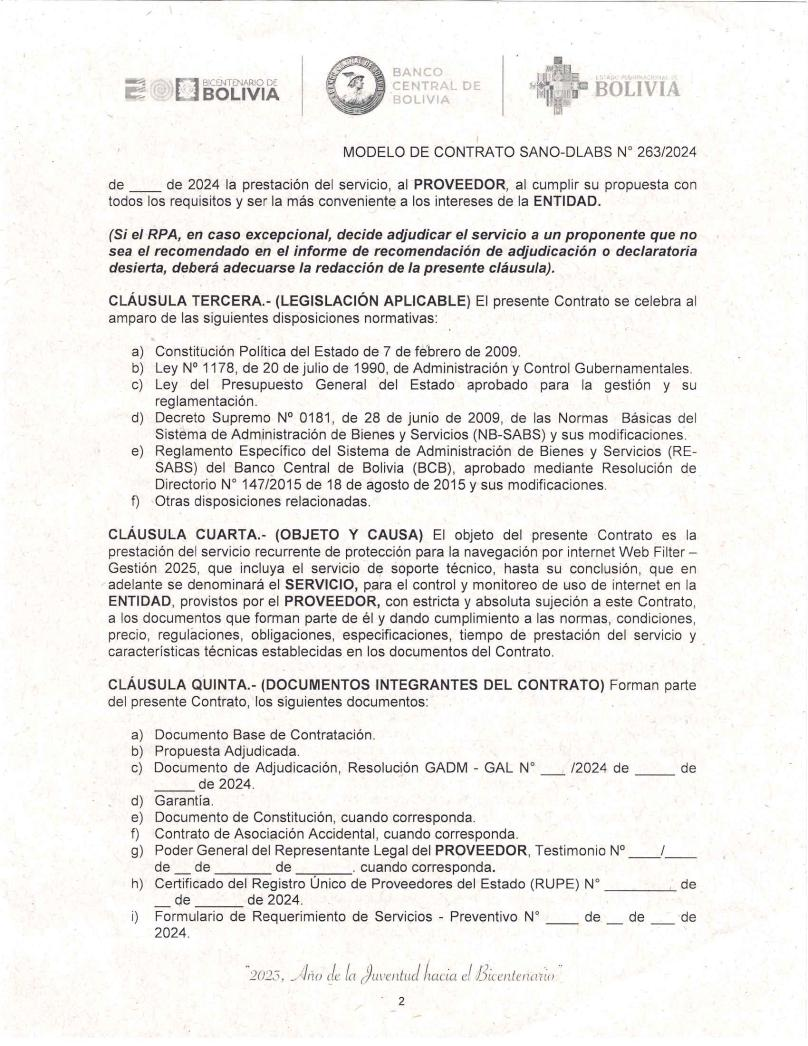 BICENTENARIO DE
BOLIVIA
BANCO
CENTRAL DE
BOLIVIA
ESTADO PLURINACIONAL DE
BOLIVIA
MODELO DE CONTRATO SANO-DLABS N° 263/2024
de ____ de 2024 la prestación del servicio, al PROVEEDOR, al cumplir su propuesta con
todos los requisitos y ser la más conveniente a los intereses de la ENTIDAD.
(Si el RPA, en caso excepcional, decide adjudicar el servicio a un proponente que no
sea el recomendado en el informe de recomendación de adjudicación o declaratoria
desierta, deberá adecuarse la redacción de la presente cláusula).
CLÁUSULA TERCERA.- (LEGISLACIÓN APLICABLE) El presente Contrato se celebra al
amparo de las siguientes disposiciones normativas:
a) Constitución Política del Estado de 7 de febrero de 2009.
b) Ley Nº 1178, de 20 de julio de 1990, de Administración y Control Gubernamentales.
c) Ley del Presupuesto General del Estado aprobado para la gestión y su
reglamentación.
d) Decreto Supremo Nº 0181, de 28 de junio de 2009, de las Normas Básicas del
Sistema de Administración de Bienes y Servicios (NB-SABS) y sus modificaciones.
e) Reglamento Específico del Sistema de Administración de Bienes y Servicios (RE-
SABS) del Banco Central de Bolivia (BCB), aprobado mediante Resolución de
Directorio N° 147/2015 de 18 de agosto de 2015 y sus modificaciones.
f) Otras disposiciones relacionadas.
CLÁUSULA CUARTA.- (OBJETO Y CAUSA) El objeto del presente Contrato es la
prestación del servicio recurrente de protección para la navegación por internet Web Filter –
Gestión 2025, que incluya el servicio de soporte técnico, hasta su conclusión, que en
adelante se denominará el SERVICIO, para el control y monitoreo de uso de internet en la
ENTIDAD, provistos por el PROVEEDOR, con estricta y absoluta sujeción a este Contrato,
a los documentos que forman parte de él y dando cumplimiento a las normas, condiciones,
precio, regulaciones, obligaciones, especificaciones, tiempo de prestación del servicio y
características técnicas establecidas en los documentos del Contrato.
CLÁUSULA QUINTA.- (DOCUMENTOS INTEGRANTES DEL CONTRATO) Forman parte
del presente Contrato, los siguientes documentos:
a) Documento Base de Contratación.
b) Propuesta Adjudicada.
c) Documento de Adjudicación, Resolución GADM - GAL N° ___ /2024 de _____ de
_____ de 2024.
d) Garantía.
e) Documento de Constitución, cuando corresponda.
f) Contrato de Asociación Accidental, cuando corresponda.
g) Poder General del Representante Legal del PROVEEDOR, Testimonio Nº ____/____
de __ de _______ de _______. cuando corresponda.
h) Certificado del Registro Único de Proveedores del Estado (RUPE) N° _________ de
__ de ______ de 2024.
i) Formulario de Requerimiento de Servicios - Preventivo N° ____ de __ de ___ de
2024.
"2023, Año de la Juventud hacia el Bicentenario"
2